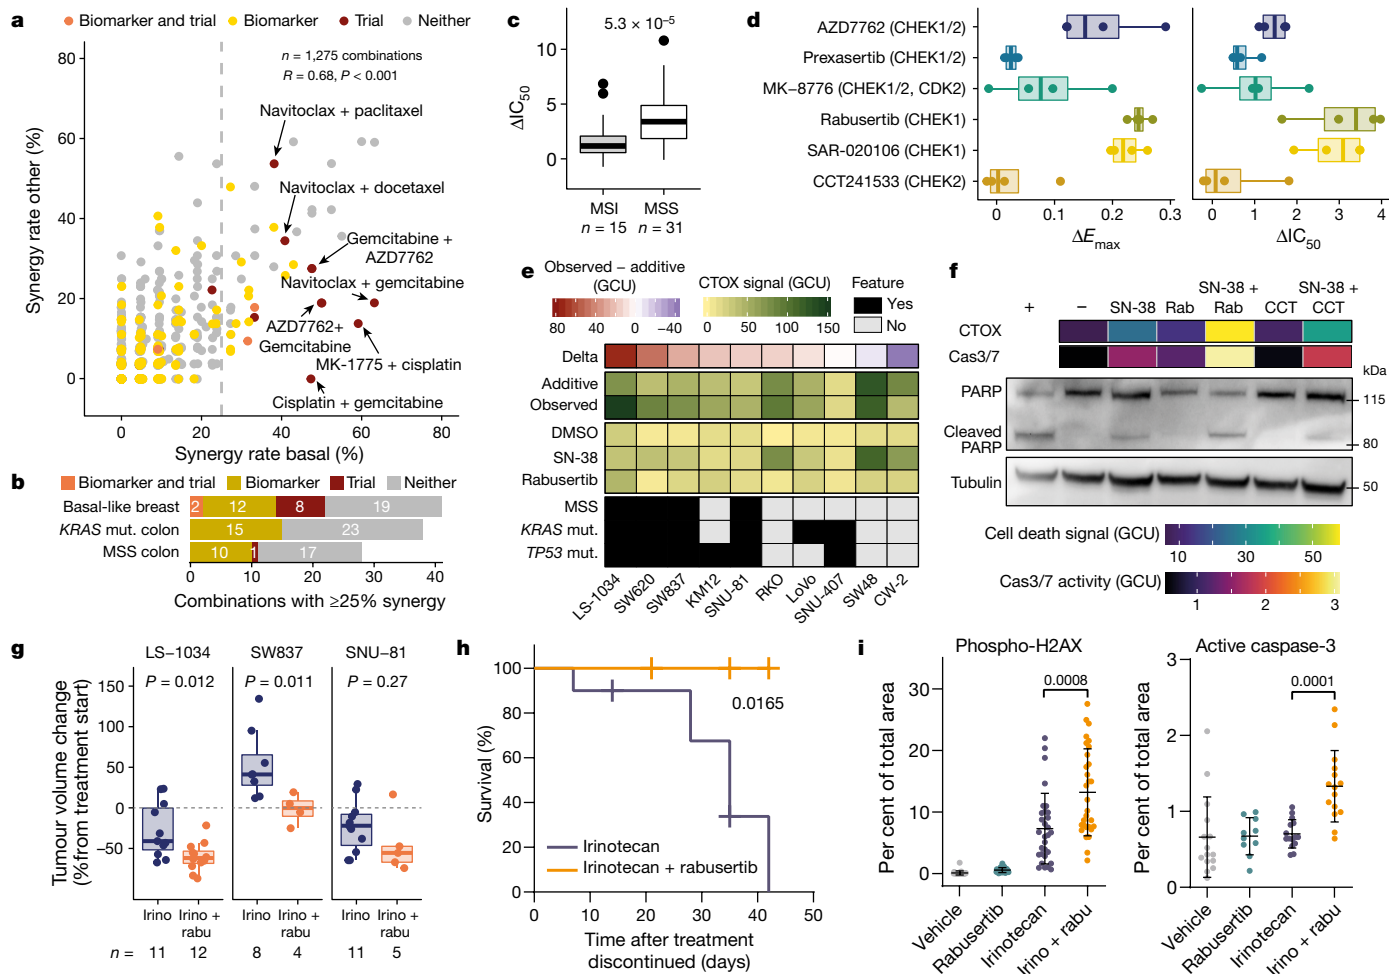 a
Biomarker and trial
Biomarker
Trial
Neither
n = 1,275 combinations
R = 0.68, P < 0.001
Navitoclax + paclitaxel
Navitoclax + docetaxel
Gemcitabine +
AZD7762
Navitoclax + gemcitabine
AZD7762+
Gemcitabine
MK-1775 + cisplatin
Cisplatin + gemcitabine
Synergy rate other (%)
80
60
40
20
0
0 20 40 60 80
Synergy rate basal (%)
b
Biomarker and trial
Biomarker
Trial
Neither
Basal-like breast 2 12 8 19
KRAS mut. colon 15 23
MSS colon 10 1 17
0 10 20 30 40
Combinations with ≥25% synergy
c
5.3 × 10⁻⁵
ΔIC50
10
5
0
MSI MSS
n = 15 n = 31
d
AZD7762 (CHEK1/2)
Prexasertib (CHEK1/2)
MK-8776 (CHEK1/2, CDK2)
Rabusertib (CHEK1)
SAR-020106 (CHEK1)
CCT241533 (CHEK2)
0 0.1 0.2 0.3
ΔEmax
0 1 2 3 4
ΔIC50
e
Observed – additive
(GCU)
80 40 0 −40
CTOX signal (GCU)
0 50 100 150
Feature
Yes
No
Delta
Additive
Observed
DMSO
SN-38
Rabusertib
MSS
KRAS mut.
TP53 mut.
LS-1034 SW620 SW837 KM12 SNU-81 RKO LoVo SNU-407 SW48 CW-2
f
+ – SN-38 Rab SN-38 + Rab CCT SN-38 + CCT
CTOX
Cas3/7
kDa
PARP
115
Cleaved
PARP
80
Tubulin
50
Cell death signal (GCU)
10 30 50
Cas3/7 activity (GCU)
1 2 3
g
LS-1034 SW837 SNU-81
P = 0.012 P = 0.011 P = 0.27
Tumour volume change
(% from treatment start)
150
100
50
0
−50
Irino Irino + rabu Irino Irino + rabu Irino Irino + rabu
n = 11 12 8 4 11 5
h
Survival (%)
100
80
60
40
20
0
0.0165
Irinotecan
Irinotecan + rabusertib
0 10 20 30 40 50
Time after treatment
discontinued (days)
i
Phospho-H2AX
0.0008
Per cent of total area
30
20
10
0
Vehicle Rabusertib Irinotecan Irino + rabu
Active caspase-3
0.0001
Per cent of total area
3
2
1
0
Vehicle Rabusertib Irinotecan Irino + rabu